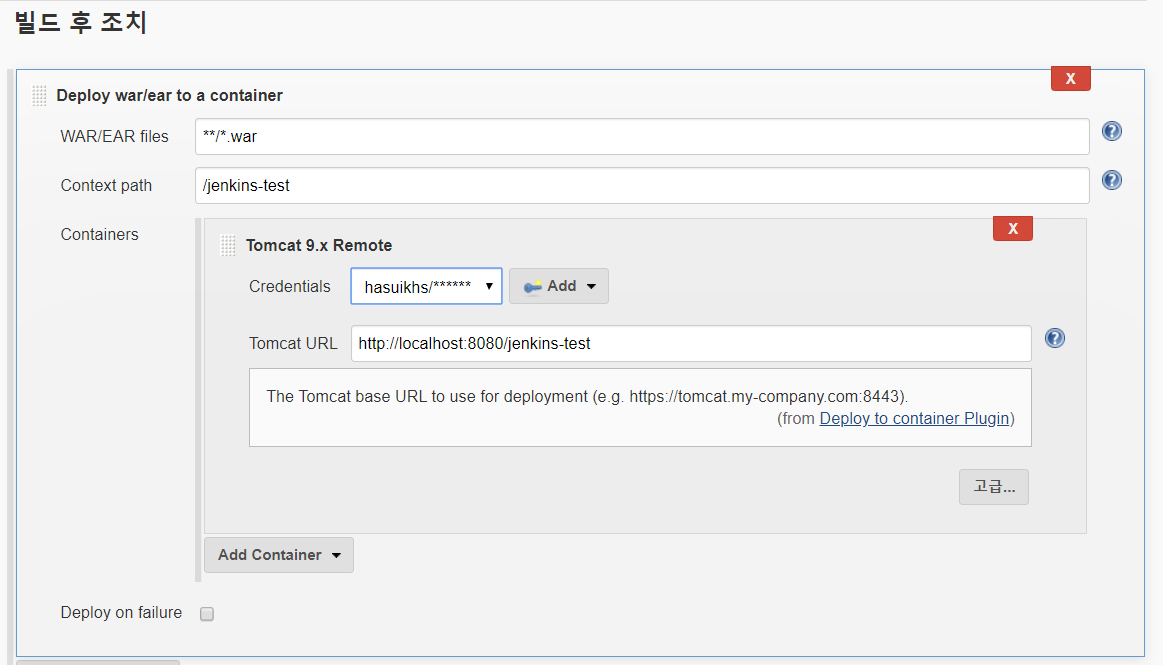 빌드 후 조치
X
Deploy war/ear to a container
WAR/EAR files **/*.war
Context path /jenkins-test
Containers
X
Tomcat 9.x Remote
Credentials hasuikhs/****** Add
Tomcat URL http://localhost:8080/jenkins-test
The Tomcat base URL to use for deployment (e.g. https://tomcat.my-company.com:8443).
(from Deploy to container Plugin)
고급...
Add Container
Deploy on failure